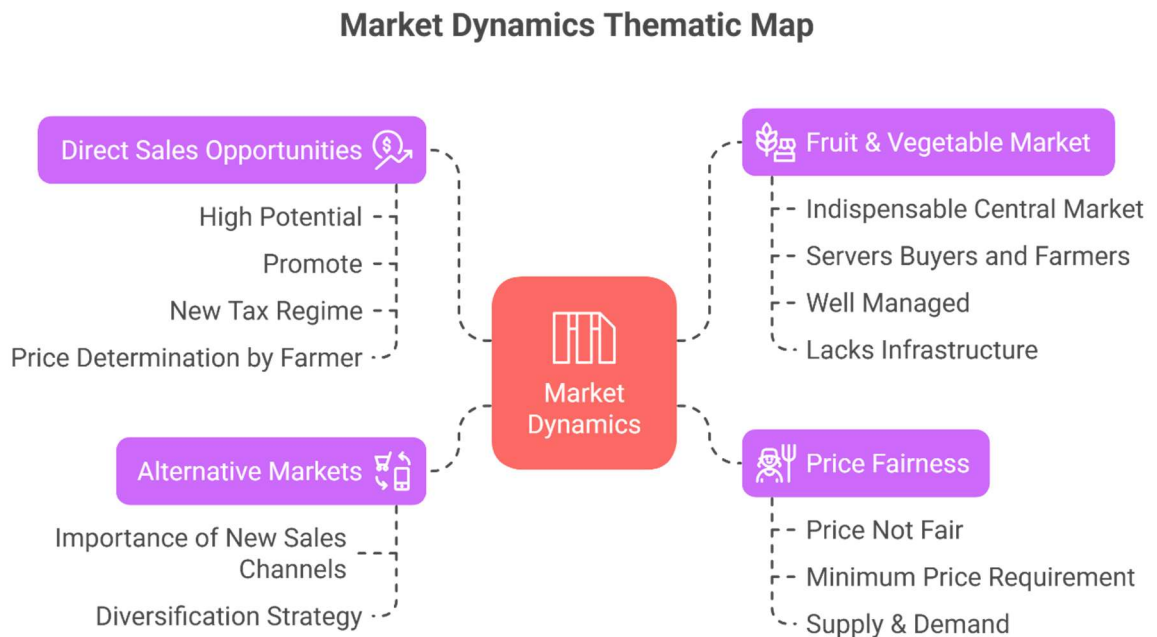 Market Dynamics Thematic Map
Direct Sales Opportunities
High Potential
Promote
New Tax Regime
Price Determination by Farmer
Alternative Markets
Importance of New Sales
Channels
Diversification Strategy
Market
Dynamics
Fruit & Vegetable Market
Indispensable Central Market
Servers Buyers and Farmers
Well Managed
Lacks Infrastructure
Price Fairness
Price Not Fair
Minimum Price Requirement
Supply & Demand